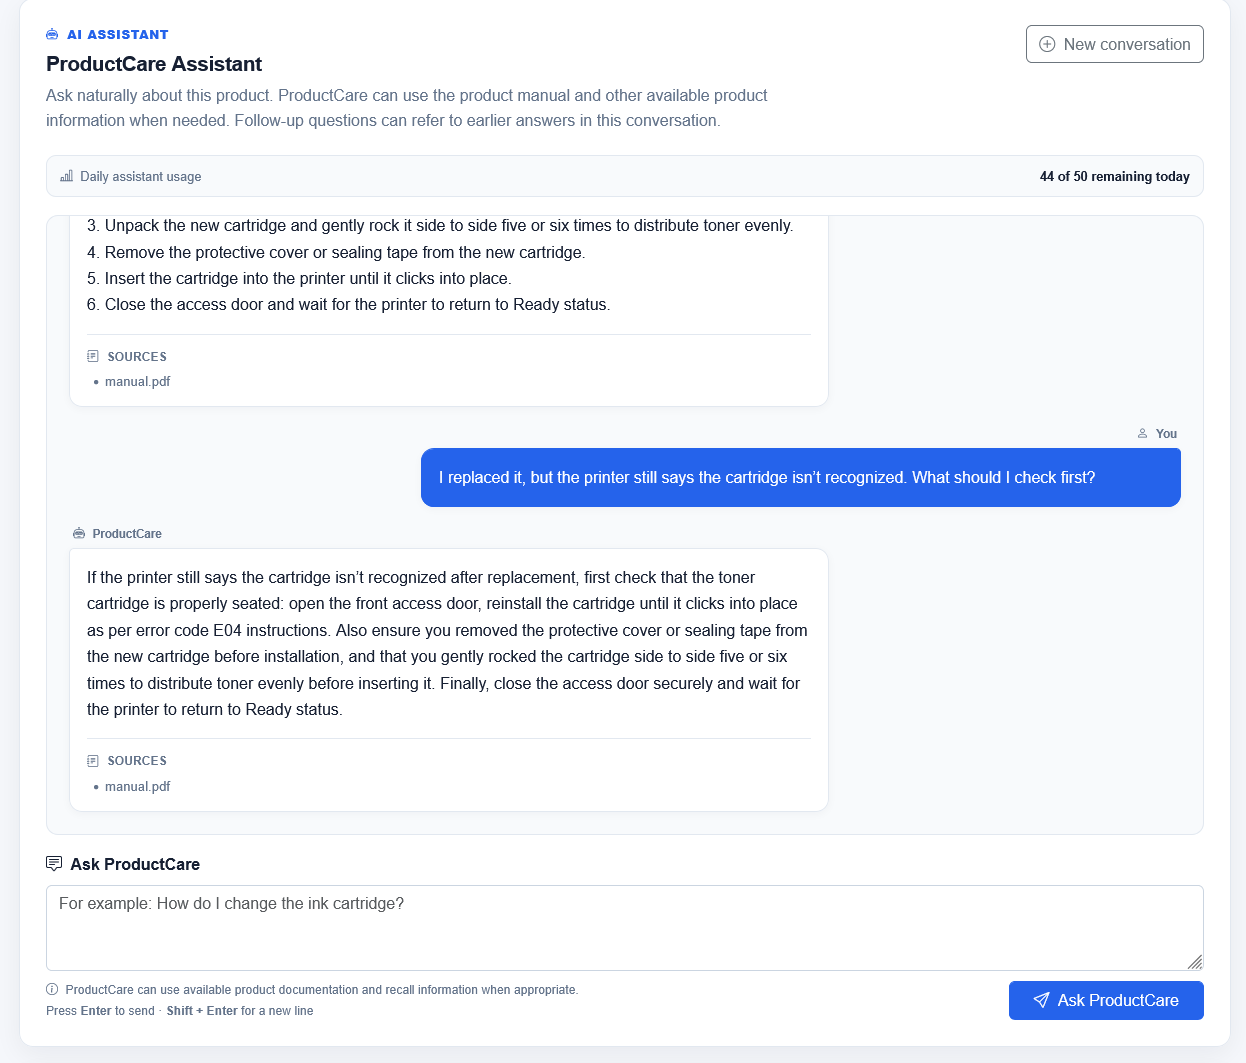 AI ASSISTANT
ProductCare Assistant
New conversation
Ask naturally about this product. ProductCare can use the product manual and other available product
information when needed. Follow-up questions can refer to earlier answers in this conversation.
Daily assistant usage
44 of 50 remaining today
3. Unpack the new cartridge and gently rock it side to side five or six times to distribute toner evenly.
4. Remove the protective cover or sealing tape from the new cartridge.
5. Insert the cartridge into the printer until it clicks into place.
6. Close the access door and wait for the printer to return to Ready status.
SOURCES
• manual.pdf
You
I replaced it, but the printer still says the cartridge isn’t recognized. What should I check first?
ProductCare
If the printer still says the cartridge isn’t recognized after replacement, first check that the toner
cartridge is properly seated: open the front access door, reinstall the cartridge until it clicks into place
as per error code E04 instructions. Also ensure you removed the protective cover or sealing tape from
the new cartridge before installation, and that you gently rocked the cartridge side to side five or six
times to distribute toner evenly before inserting it. Finally, close the access door securely and wait for
the printer to return to Ready status.
SOURCES
• manual.pdf
Ask ProductCare
For example: How do I change the ink cartridge?
ProductCare can use available product documentation and recall information when appropriate.
Press Enter to send · Shift + Enter for a new line
Ask ProductCare